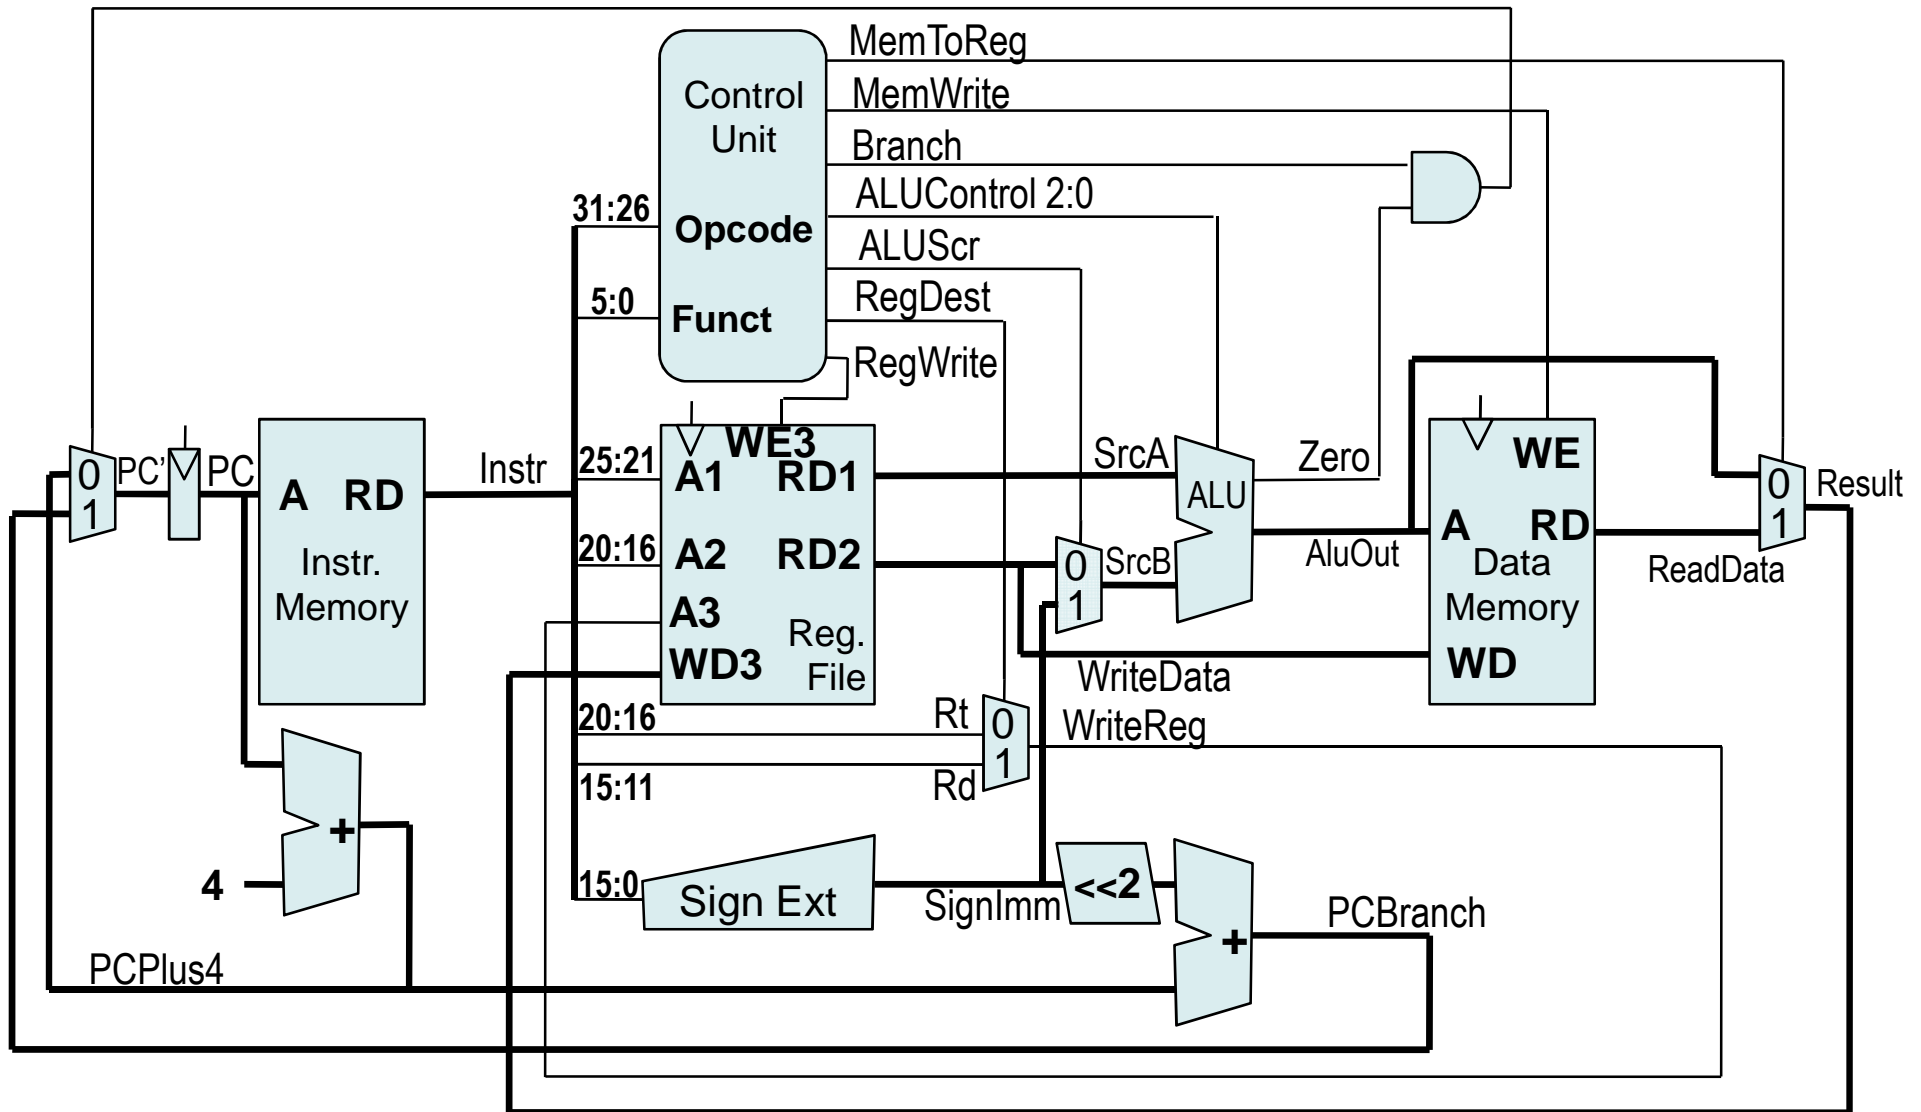 MemToReg
Control
Unit
MemWrite
Branch
ALUControl 2:0
31:26
Opcode
ALUScr
RegDest
5:0
Funct
RegWrite
0
1
PC'
PC
A RD
Instr.
Memory
Instr
25:21
WE3
A1 RD1
20:16
A2 RD2
A3
WD3
Reg.
File
SrcA
ALU
Zero
0
1
SrcB
AluOut
WE
A RD
Data
Memory
WD
0
1
Result
ReadData
WriteData
20:16
Rt
0
1
WriteReg
15:11
Rd
+
4
15:0
Sign Ext
SignImm
<<2
+
PCBranch
PCPlus4